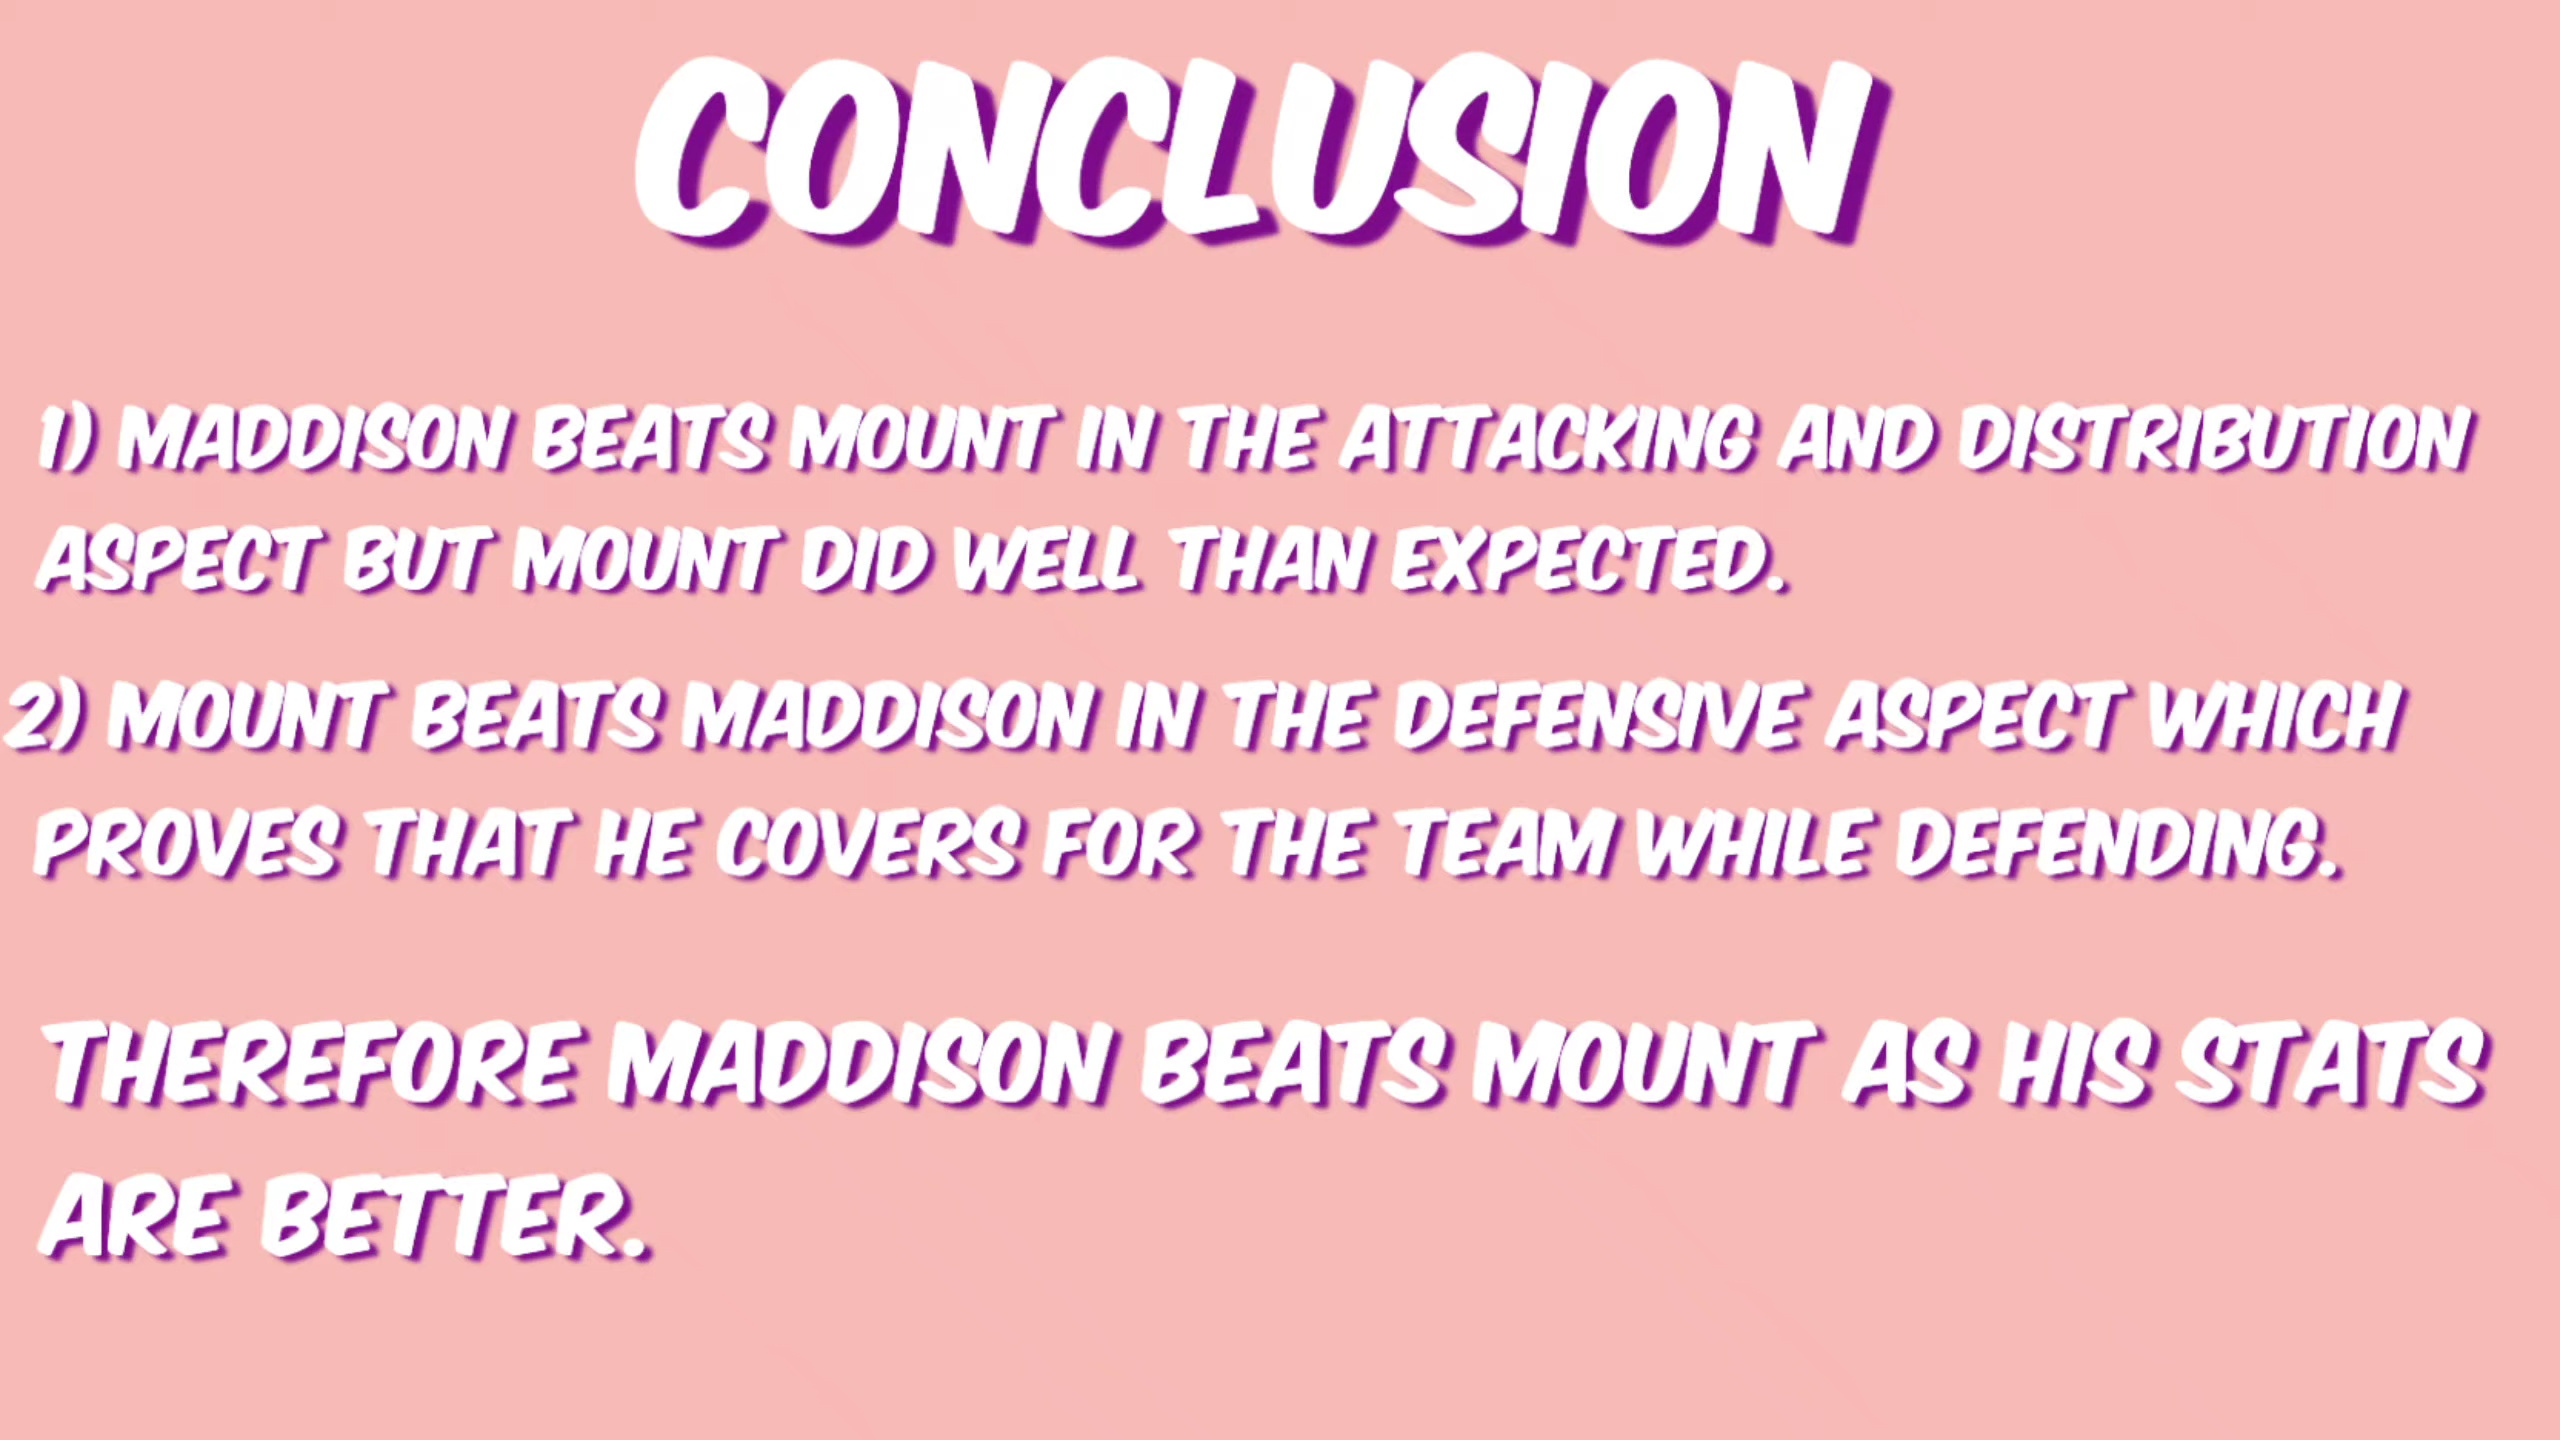 CONCLUSION
1) MADDISON BEATS MOUNT IN THE ATTACKING AND DISTRIBUTION
ASPECT BUT MOUNT DID WELL THAN EXPECTED.
2) MOUNT BEATS MADDISON IN THE DEFENSIVE ASPECT WHICH
PROVES THAT HE COVERS FOR THE TEAM WHILE DEFENDING.
THEREFORE MADDISON BEATS MOUNT AS HIS STATS
ARE BETTER.